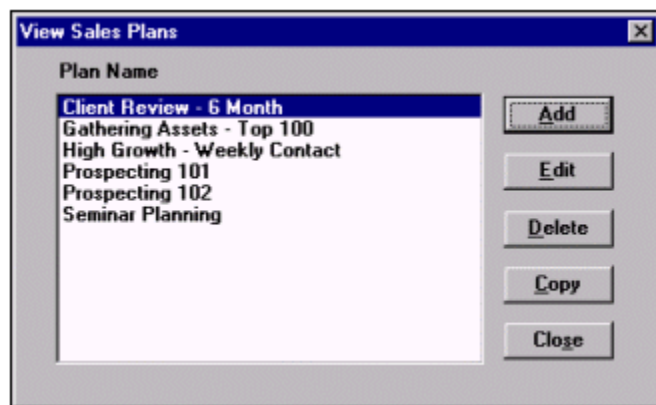 View Sales Plans
Plan Name
Client Review - 6 Month
Gathering Assets - Top 100
High Growth - Weekly Contact
Prospecting 101
Prospecting 102
Seminar Planning
Add
Edit
Delete
Copy
Close